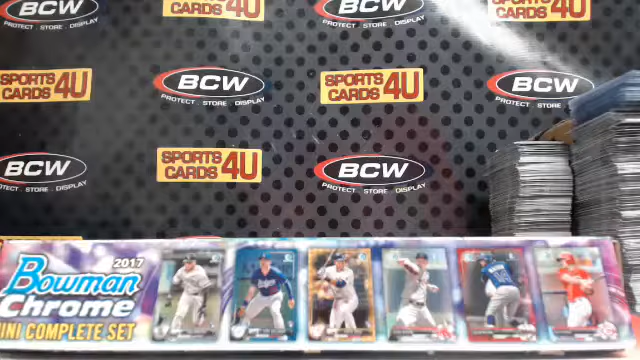 BCW
PROTECT . STORE . DISPLAY
CARDS 4U
BCW
PROTECT . STORE . DISPLAY
SPORTS
CARDS 4U
SPORTS
CARDS 4U
BCW
PROTECT . STORE . DISPLAY
SPORTS
CARDS 4U
BCW
PROTECT . STORE . DISPLAY
BCW
PROTECT . STORE . DISPLAY
SPORTS
CARDS 4U
BCW
PROTECT . STORE . DISPLAY
2017
Bowman
Chrome
MINI COMPLETE SET